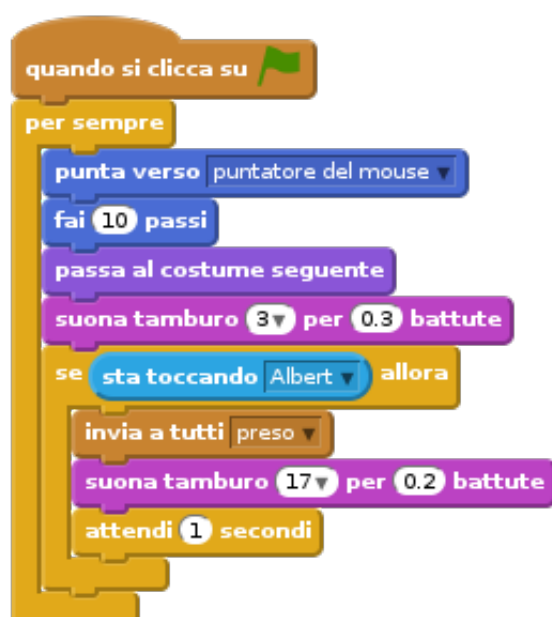 quando si clicca su
per sempre
punta verso puntatore del mouse
fai 10 passi
passa al costume seguente
suona tamburo 3 per 0.3 battute
se sta toccando Albert allora
invia a tutti preso
suona tamburo 17 per 0.2 battute
attendi 1 secondi